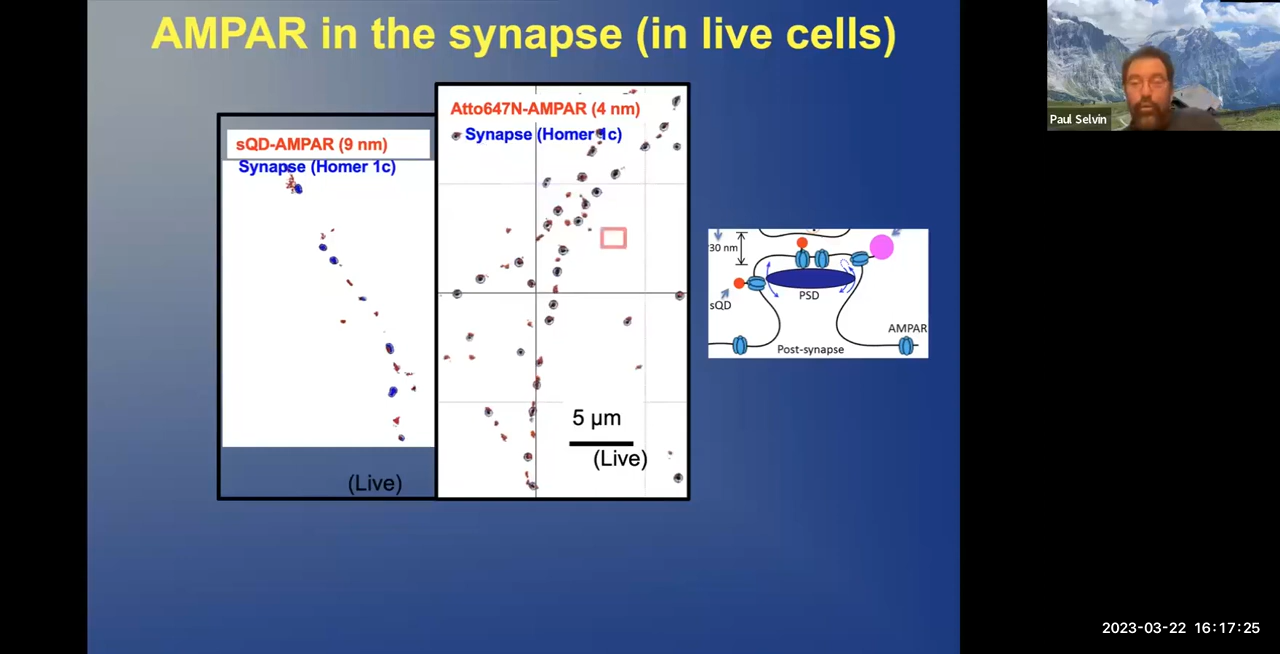 AMPAR in the synapse (in live cells)
sQD-AMPAR (9 nm)
Synapse (Homer 1c)
(Live)
Atto647N-AMPAR (4 nm)
Synapse (Homer 1c)
5 µm
(Live)
30 nm
PSD
sQD
AMPAR
Post-synapse
Paul Selvin
2023-03-22 16:17:25